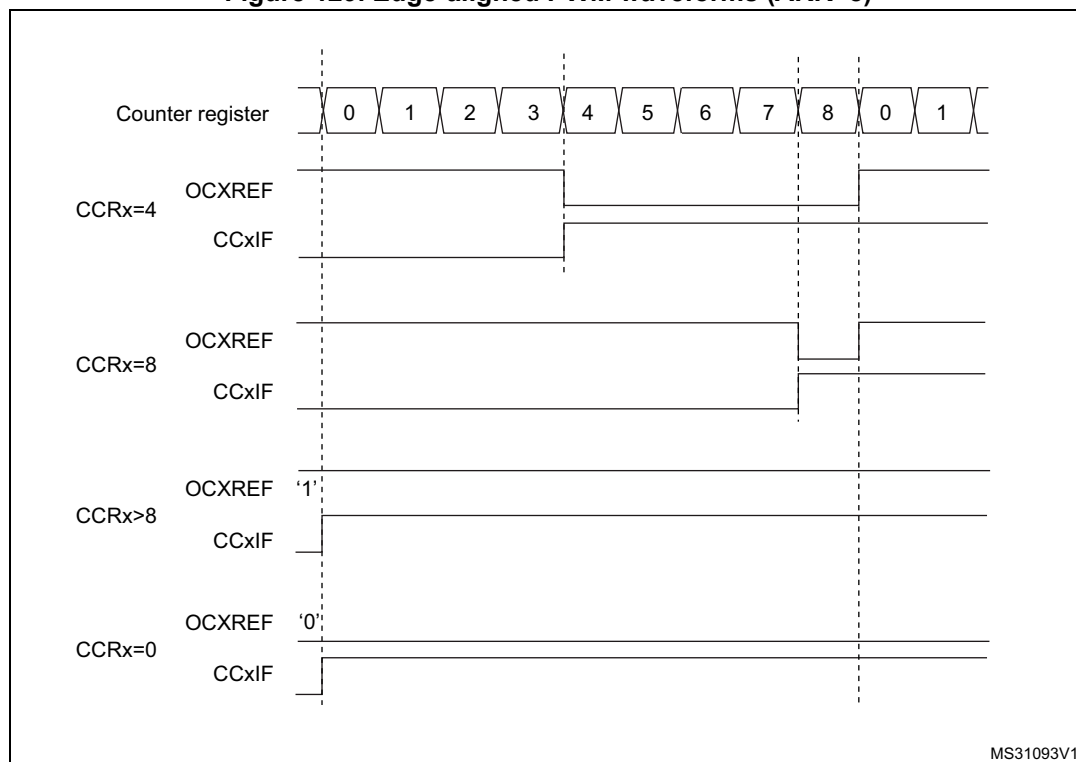 Counter register 0 1 2 3 4 5 6 7 8 0 1
OCXREF
CCRx=4
CCxIF
OCXREF
CCRx=8
CCxIF
OCXREF ‘1’
CCRx>8
CCxIF
OCXREF ‘0’
CCRx=0
CCxIF
MS31093V1